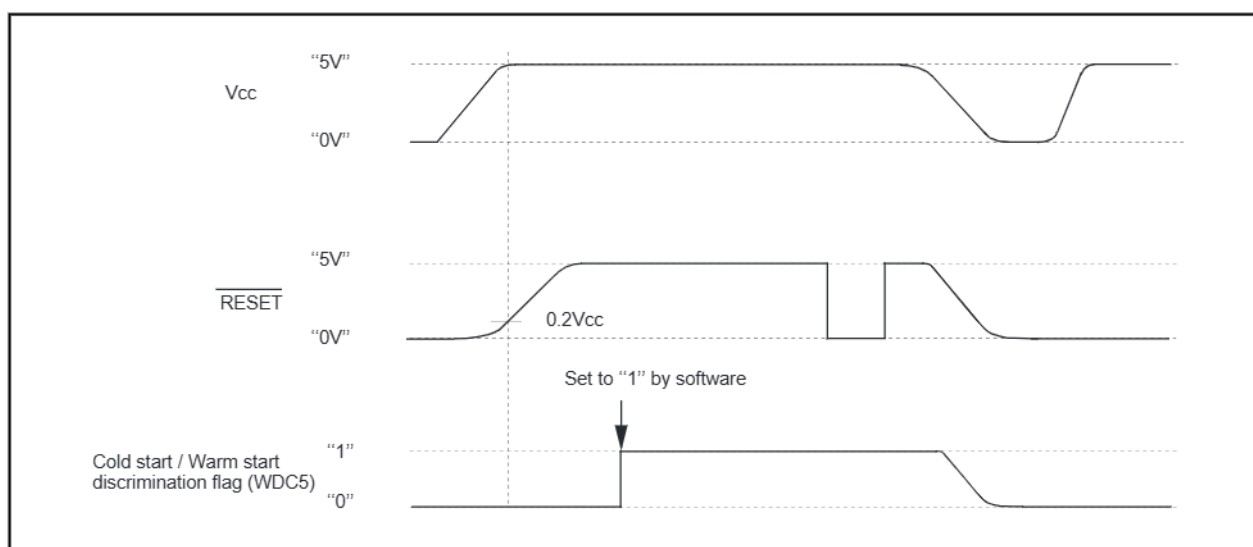 “5V”
Vcc
“0V”
“5V”
RESET
0.2Vcc
“0V”
Set to “1” by software
“1”
Cold start / Warm start
discrimination flag (WDC5)
“0”